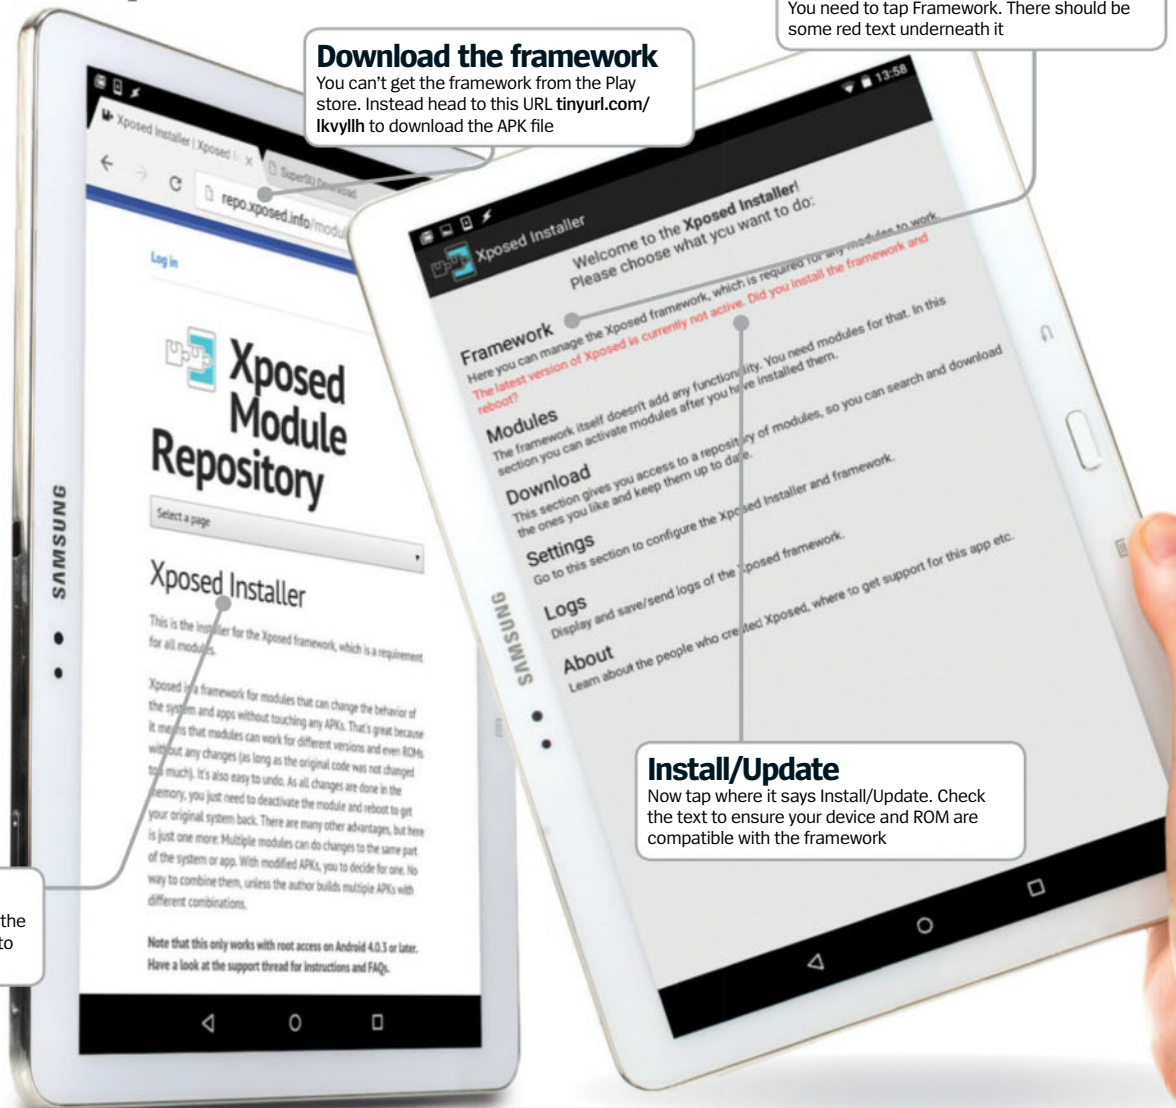 You need to tap Framework. There should be
some red text underneath it
Download the framework
You can't get the framework from the Play
store. Instead head to this URL tinyurl.com/
lkvyllh to download the APK file
Xposed Installer | Xposed
SuperSU Download
repo.xposed.info/modul
Log in
Xposed
Module
Repository
Select a page
Xposed Installer
This is the installer for the Xposed framework, which is a requirement
for all modules.
Xposed is a framework for modules that can change the behavior of
the system and apps without touching any APKs. That's great because
it means that modules can work for different versions and even ROMs
without any changes (as long as the original code was not changed
too much). It's also easy to undo. As all changes are done in the
memory, you just need to deactivate the module and reboot to get
your original system back. There are many other advantages, but here
is just one more: Multiple modules can do changes to the same part
of the system or app. With modified APKs, you to decide for one. No
way to combine them, unless the author builds multiple APKs with
different combinations.
Note that this only works with root access on Android 4.0.3 or later.
Have a look at the support thread for instructions and FAQs.
SAMSUNG
the
to
13:58
Xposed Installer
Welcome to the Xposed Installer!
Please choose what you want to do:
Framework
Here you can manage the Xposed framework, which is required for any modules to work.
The latest version of Xposed is currently not active. Did you install the framework and
reboot?
Modules
The framework itself doesn't add any functionality. You need modules for that. In this
section you can activate modules after you have installed them.
Download
This section gives you access to a repository of modules, so you can search and download
the ones you like and keep them up to date.
Settings
Go to this section to configure the Xposed Installer and framework.
Logs
Display and save/send logs of the Xposed framework.
About
Learn about the people who created Xposed, where to get support for this app etc.
SAMSUNG
Install/Update
Now tap where it says Install/Update. Check
the text to ensure your device and ROM are
compatible with the framework